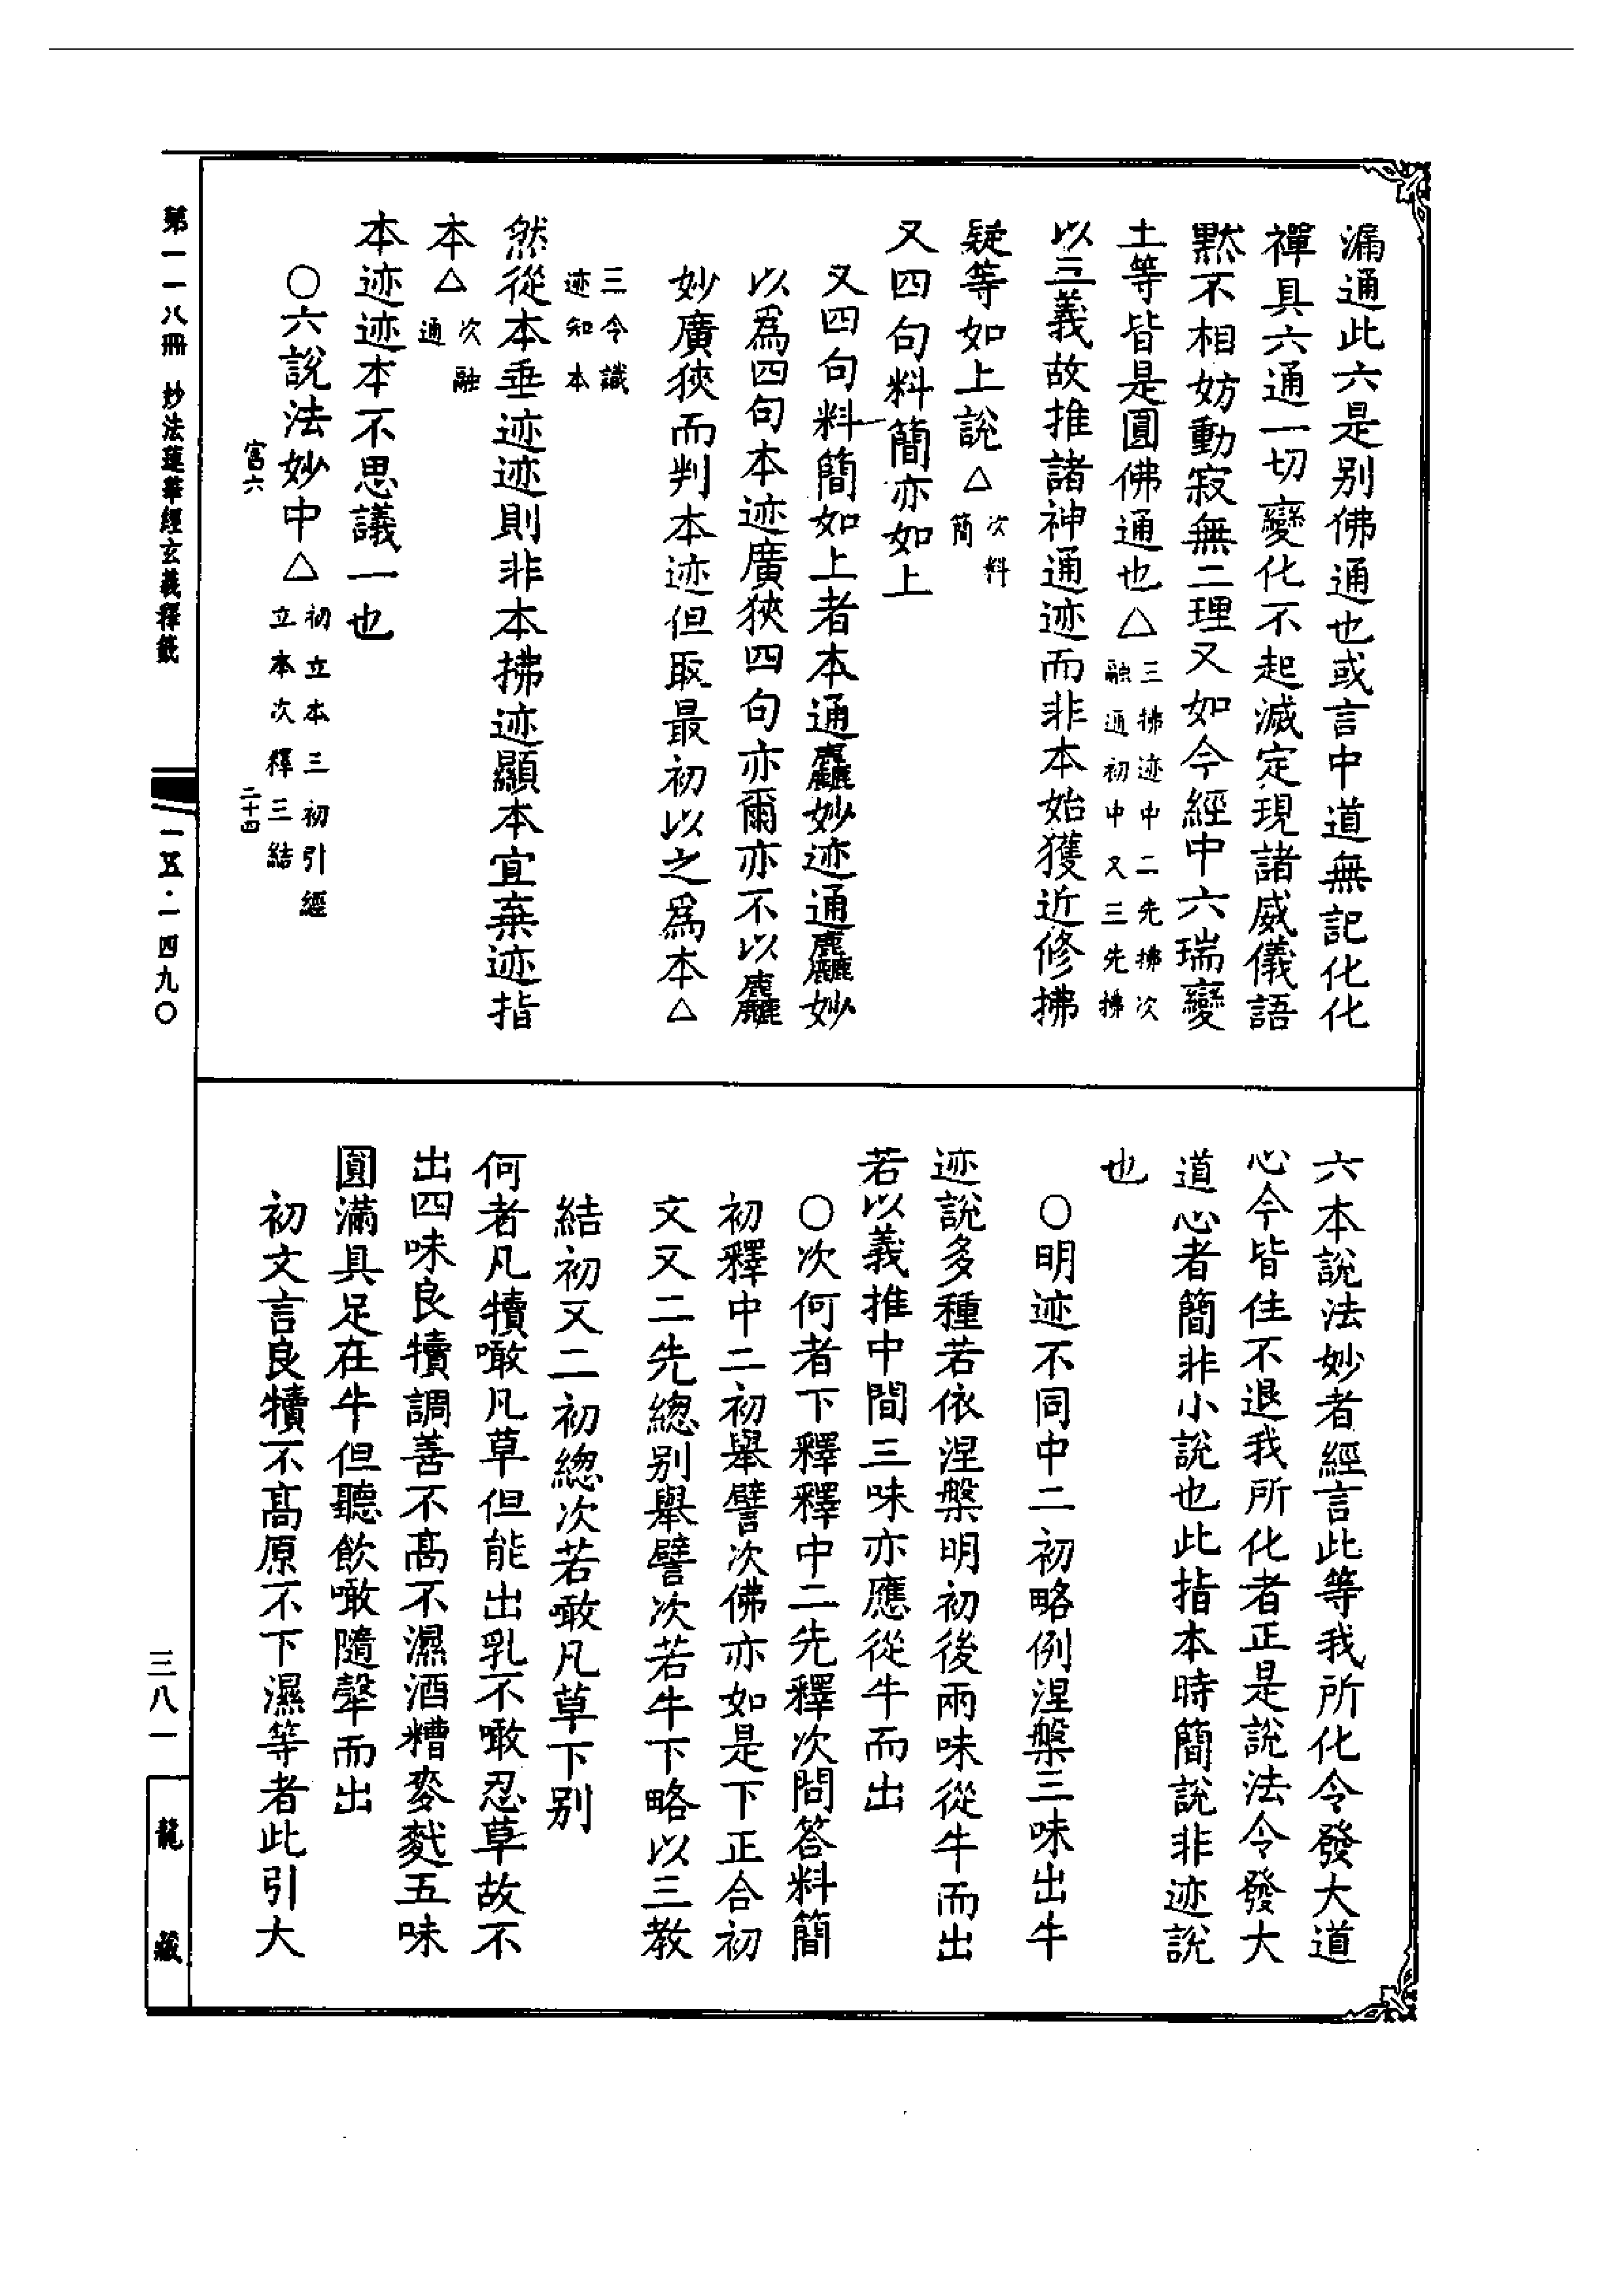 漏通此六是别佛通也或言中道無記化化
禪具六通一切變化不起滅定現諸威儀語
黙不相妨動寂無二理又如今經中六瑞變
土等皆是圓佛通也△三拂迹中二先拂次融通初中又三先拂
以三義故推諸神通迹而非本始獲近修拂
疑等如上說△次料簡
又四句料簡亦如上
又四句料簡如上者本通麤妙迹通麤妙
以爲四句本迹廣狹四句亦爾亦不以麤
妙廣狹而判本迹但取最初以之爲本△
三令識迹知本
然從本垂迹迹則非本拂迹顯本宜棄迹指
本△次融通
本迹迹本不思議一也
〇六說法妙中△初立本三初引經立本次釋三結
富六
二十四
第一一八冊 妙法蓮華經玄義釋籤
一五·一四九〇
六本說法妙者經言此等我所化令發大道
心今皆住不退我所化者正是說法令發大
道心者簡非小說也此指本時簡說非迹說
也
〇明迹不同中二初略例涅槃三味出牛
迹說多種若依涅槃明初後兩味從牛而出
若以義推中間三味亦應從牛而出
〇次何者下釋釋中二先釋次問答料簡
初釋中二初舉譬次佛亦如是下正合初
文又二先總别舉譬次若牛下略以三教
結初又二初總次若噉凡草下别
何者凡犢噉凡草但能出乳不噉忍草故不
出四味良犢調善不高不濕酒糟麥𪌘五味
圓滿具足在牛但聽飲噉隨犛而出
初文言良犢不高原不下濕等者此引大
三八一
龍藏